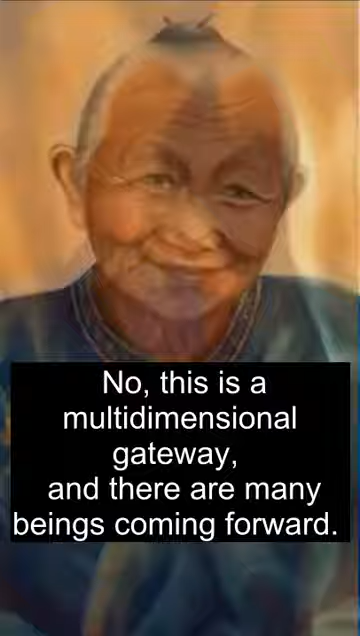 No, this is a
multidimensional
gateway,
and there are many
beings coming forward.